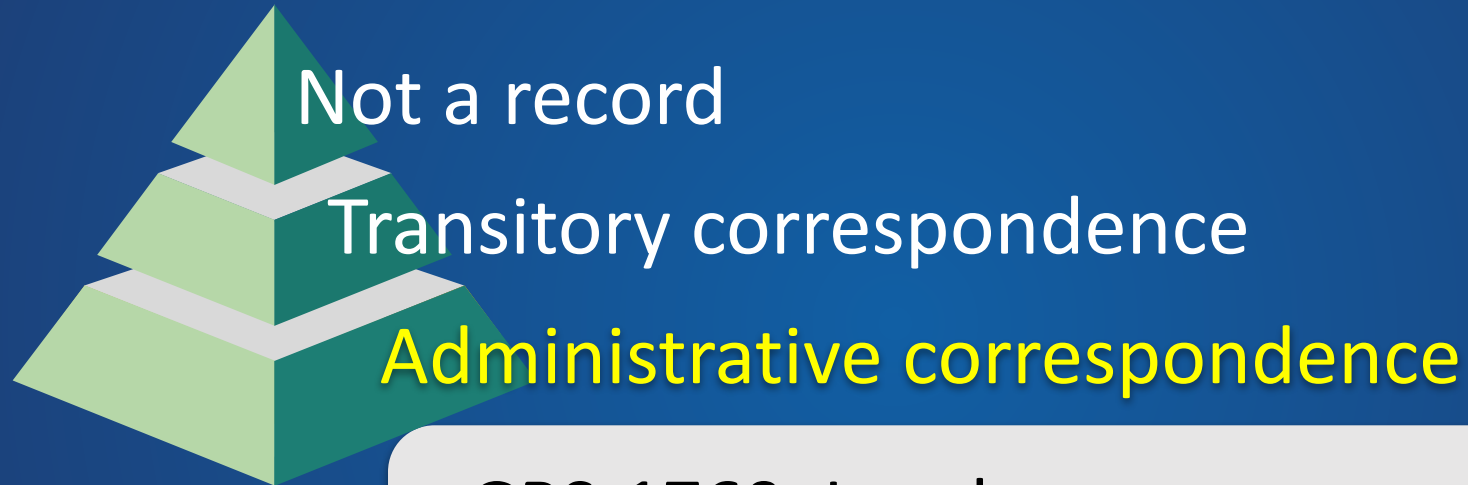 Not a record
Transitory correspondence
Administrative correspondence